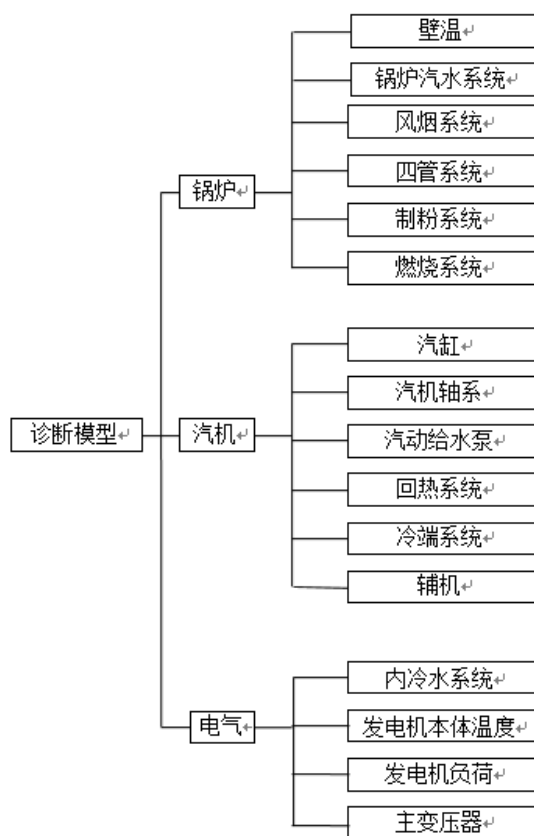 壁温
锅炉汽水系统
风烟系统
四管系统
锅炉
制粉系统
燃烧系统
汽缸
汽机轴系
诊断模型
汽机
汽动给水泵
回热系统
冷端系统
辅机
内冷水系统
电气
发电机本体温度
发电机负荷
主变压器